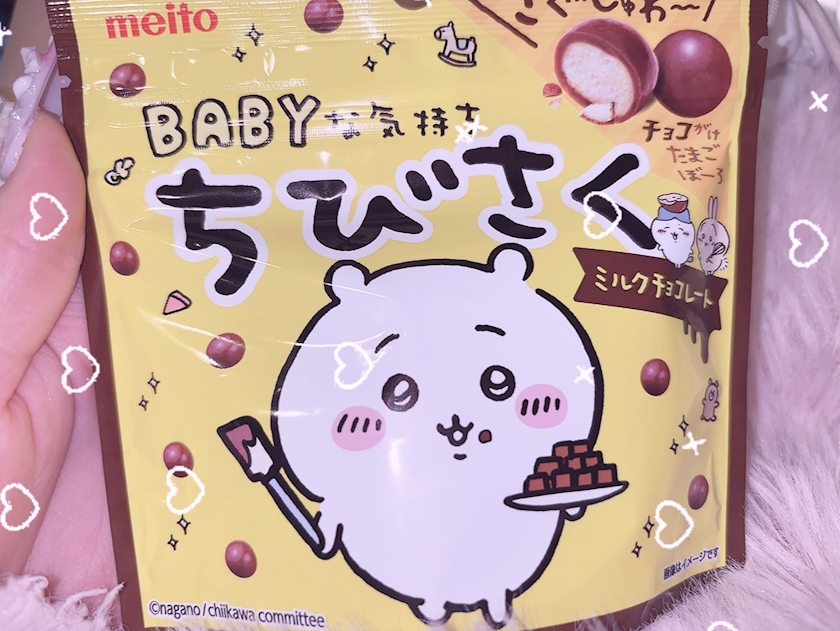 meito
さく…しゅわ〜〜!
BABYな気持ち
ちびさく
チョコがけ
たまご
ぼーろ
ミルクチョコレート
画像はイメージです
©nagano / chiikawa committee